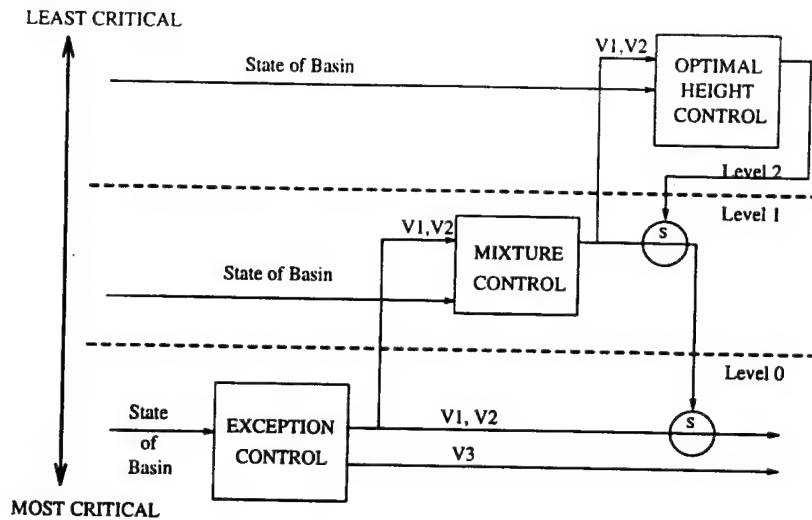 LEAST CRITICAL
State of Basin
V1,V2
OPTIMAL
HEIGHT
CONTROL
Level 2
Level 1
S
V1,V2
MIXTURE
CONTROL
State of Basin
Level 0
State
of
Basin
EXCEPTION
CONTROL
V1, V2
S
V3
MOST CRITICAL